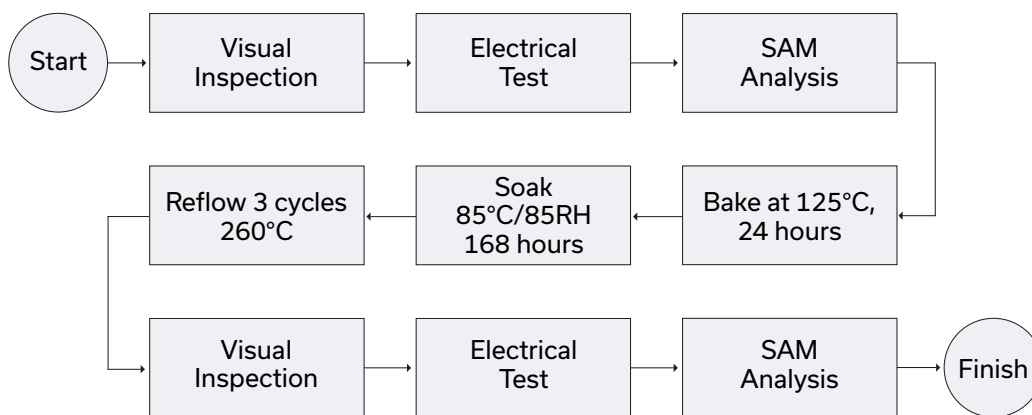 Start
Visual
Inspection
Electrical
Test
SAM
Analysis
Reflow 3 cycles
260°C
Soak
85°C/85RH
168 hours
Bake at 125°C,
24 hours
Visual
Inspection
Electrical
Test
SAM
Analysis
Finish